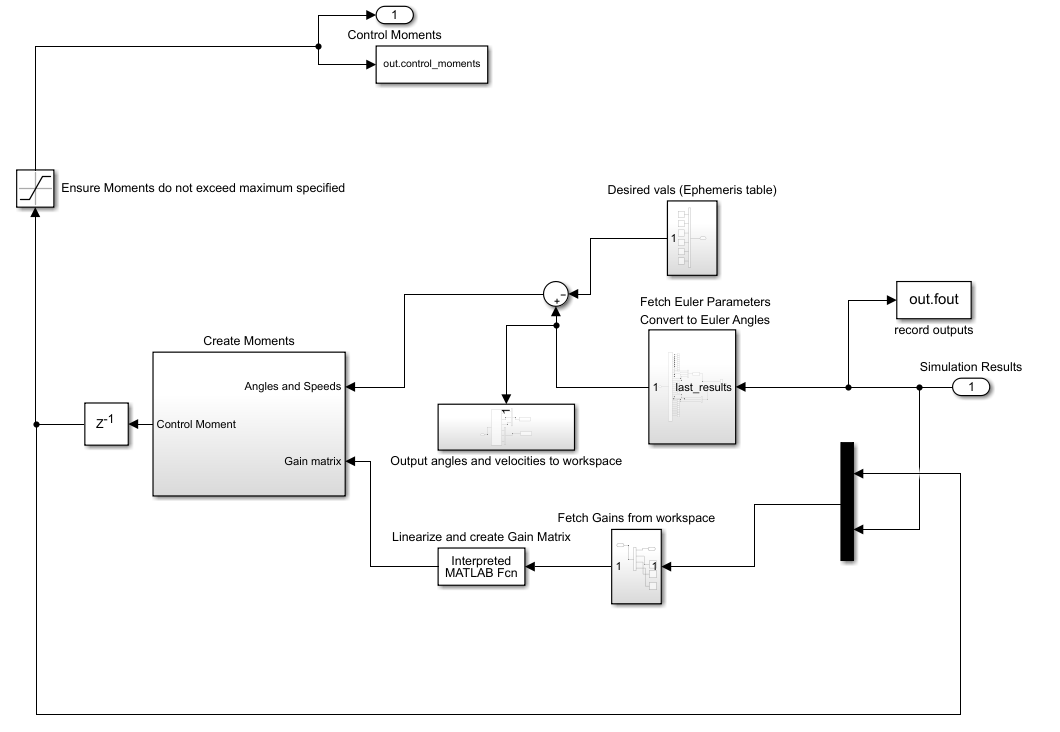 1
Control Moments
out.control_moments
Ensure Moments do not exceed maximum specified
Desired vals (Ephemeris table)
1
−
+
Fetch Euler Parameters
Convert to Euler Angles
1
last_results
out.fout
record outputs
Simulation Results
1
Create Moments
Angles and Speeds
Control Moment
Gain matrix
Z-1
1
Output angles and velocities to workspace
Fetch Gains from workspace
1
1
Linearize and create Gain Matrix
Interpreted
MATLAB Fcn